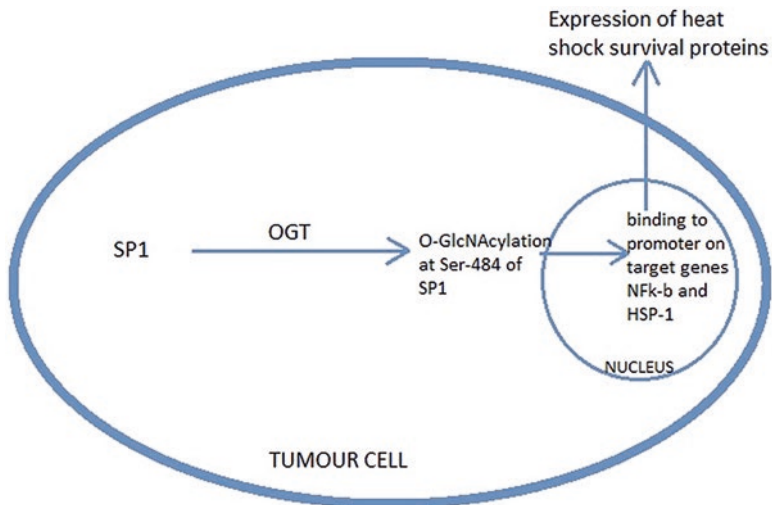 Expression of heat
shock survival proteins
SP1
OGT
O-GlcNAcylation
at Ser-484 of
SP1
binding to
promoter on
target genes
NFk-b and
HSP-1
NUCLEUS
TUMOUR CELL